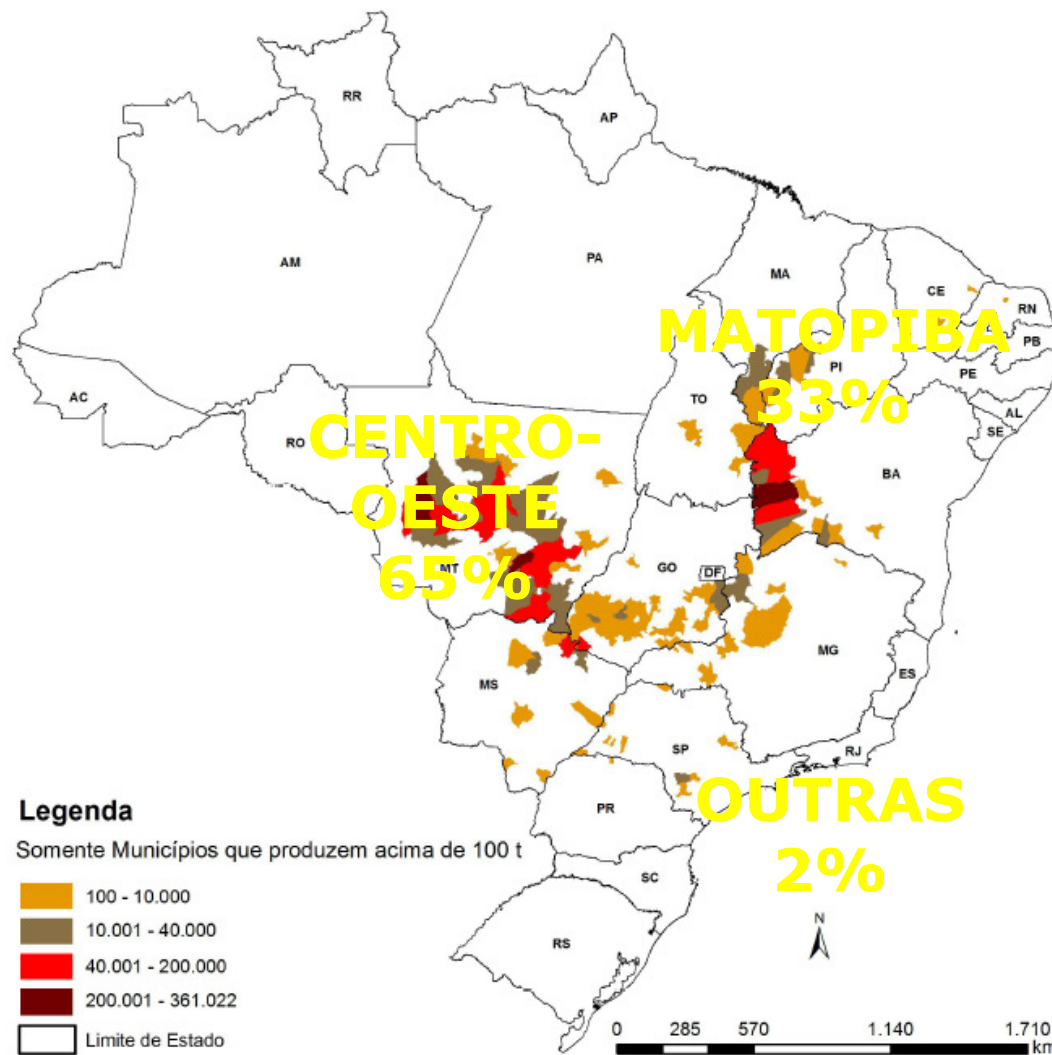 RR
AP
AM
PA
MA
CE
RN
MATOPIBA
PB
PI
PE
33%
AC
TO
AL
SE
RO
CENTRO-
BA
OESTE
MT
65%
GO
DF
MG
ES
MS
SP
RJ
OUTRAS
2%
PR
SC
RS
N
Legenda
Somente Municípios que produzem acima de 100 t
100 - 10.000
10.001 - 40.000
40.001 - 200.000
200.001 - 361.022
Limite de Estado
0 285 570 1.140 1.710
km